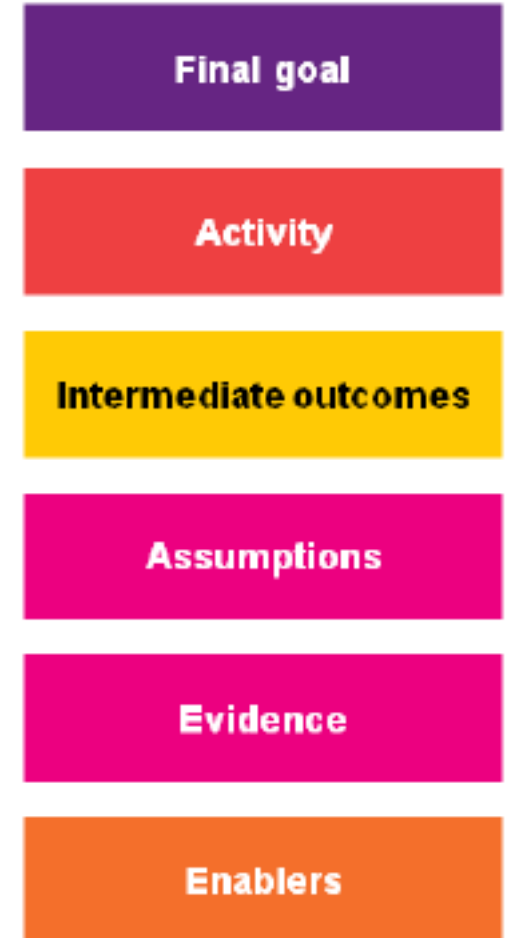 Final goal
Activity
Intermediate outcomes
Assumptions
Evidence
Enablers